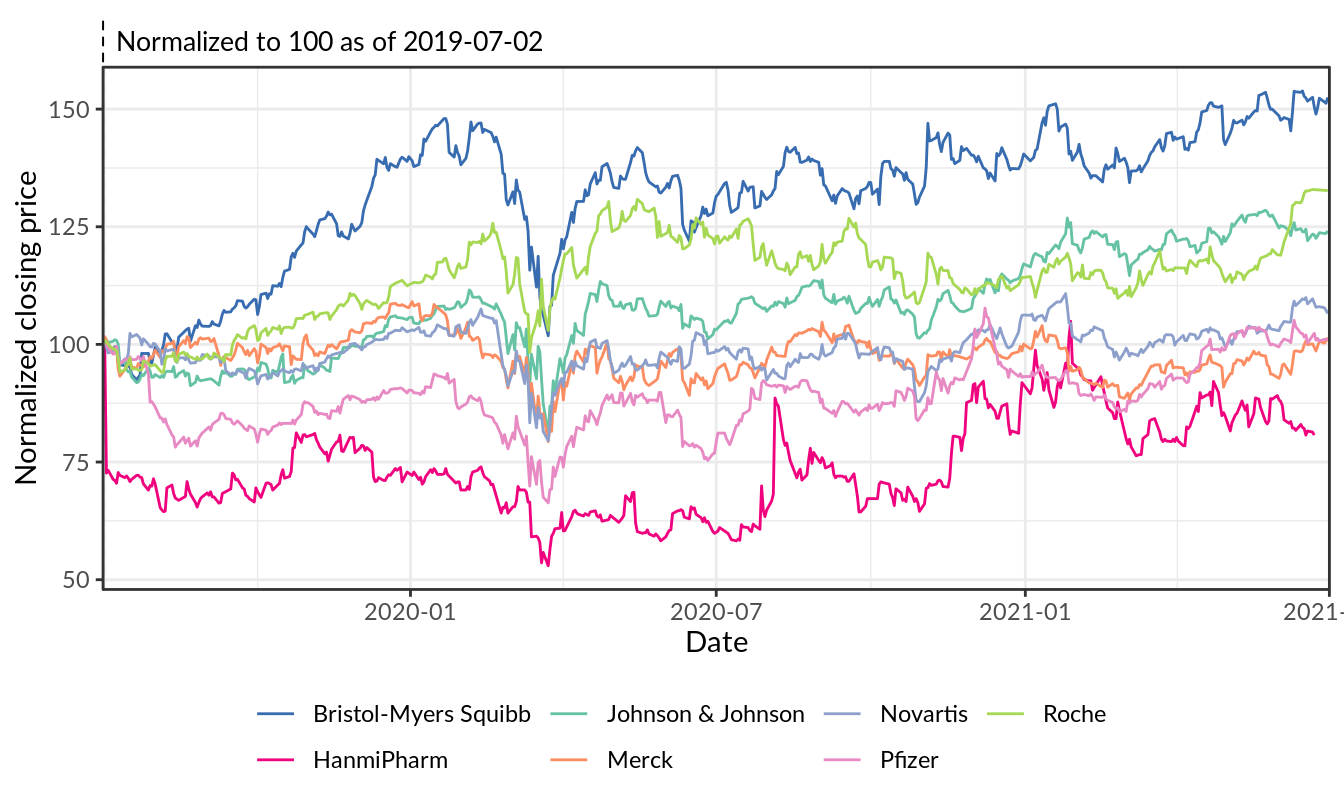 Normalized to 100 as of 2019-07-02
150
125
100
75
50
Normalized closing price
2020-01 2020-07 2021-01 2021-
Date
Bristol-Myers Squibb Johnson & Johnson Novartis Roche
HanmiPharm Merck Pfizer